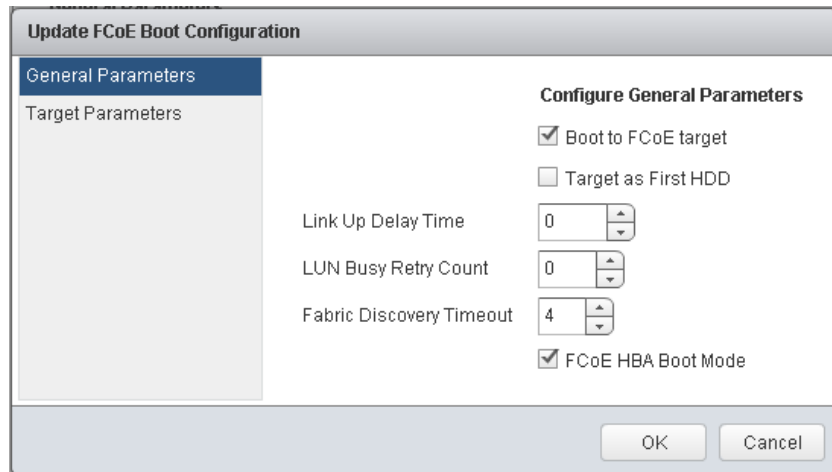 Update FCoE Boot Configuration
General Parameters
Target Parameters
Configure General Parameters
Boot to FCoE target
Target as First HDD
Link Up Delay Time 0
LUN Busy Retry Count 0
Fabric Discovery Timeout 4
FCoE HBA Boot Mode
OK Cancel